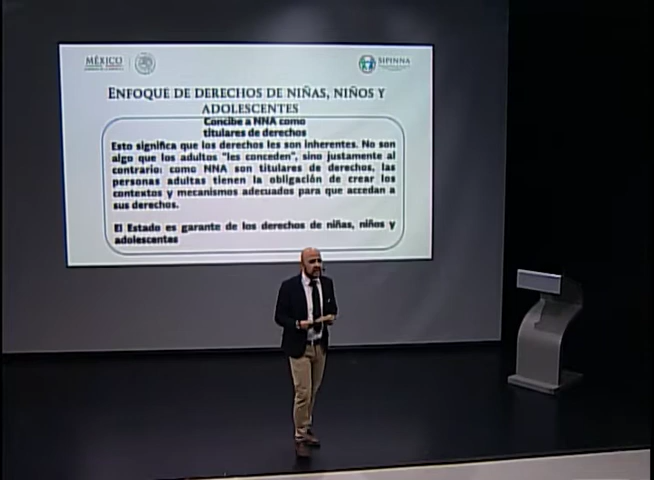 MÉXICO
SIPINNA
ENFOQUE DE DERECHOS DE NIÑAS, NIÑOS Y
ADOLESCENTES
Concibe a NNA como
titulares de derechos
Esto significa que los derechos les son inherentes. No son
algo que los adultos "les conceden", sino justamente al
contrario; como NNA son titulares de derechos, las
personas adultas tienen la obligación de crear los
contextos y mecanismos adecuados para que accedan a
sus derechos.
El Estado es garante de los derechos de niñas, niños y
adolescentes